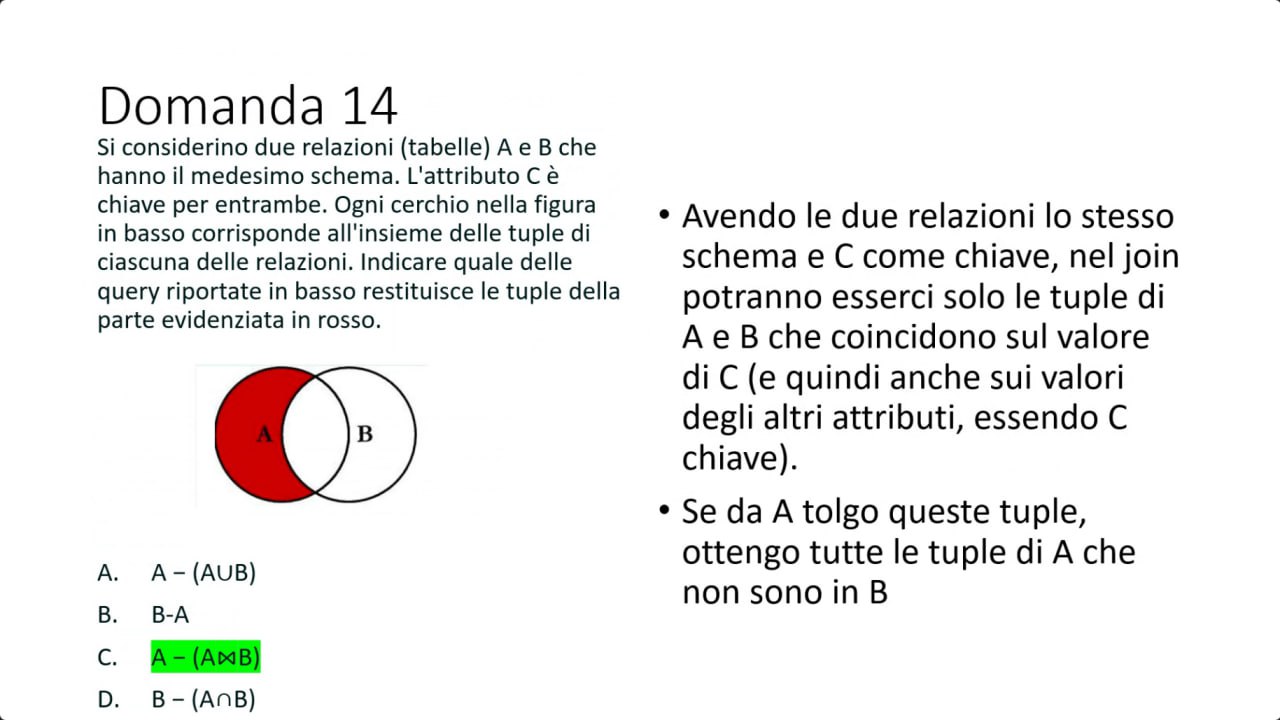 Domanda 14
Si considerino due relazioni (tabelle) A e B che
hanno il medesimo schema. L'attributo C è
chiave per entrambe. Ogni cerchio nella figura
in basso corrisponde all'insieme delle tuple di
ciascuna delle relazioni. Indicare quale delle
query riportate in basso restituisce le tuple della
parte evidenziata in rosso.
A B
A. A – (A∪B)
B. B-A
C. A – (A⋈B)
D. B – (A∩B)
• Avendo le due relazioni lo stesso
schema e C come chiave, nel join
potranno esserci solo le tuple di
A e B che coincidono sul valore
di C (e quindi anche sui valori
degli altri attributi, essendo C
chiave).
• Se da A tolgo queste tuple,
ottengo tutte le tuple di A che
non sono in B